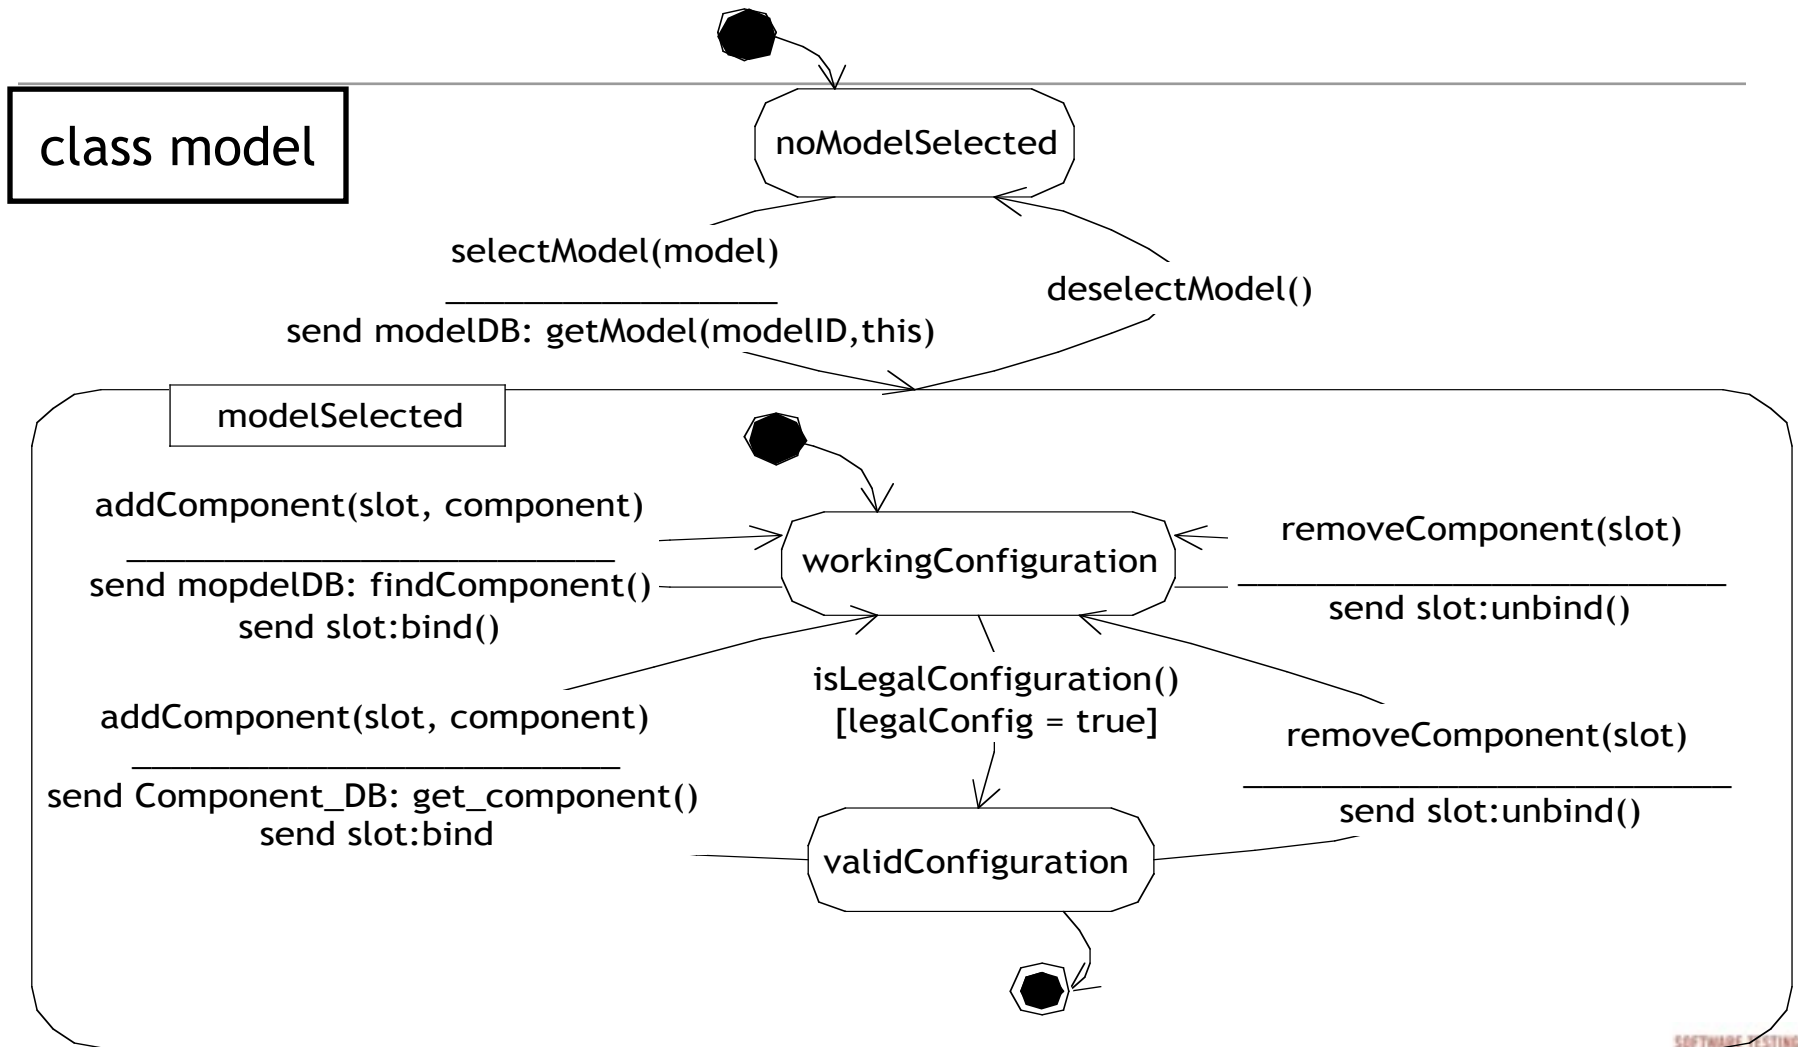 class model
noModelSelected
selectModel(model)
send modelDB: getModel(modelID,this)
deselectModel()
modelSelected
addComponent(slot, component)
send mopdelDB: findComponent()
send slot:bind()
workingConfiguration
removeComponent(slot)
send slot:unbind()
isLegalConfiguration()
[legalConfig = true]
addComponent(slot, component)
send Component_DB: get_component()
send slot:bind
removeComponent(slot)
send slot:unbind()
validConfiguration
SOFTWARE TESTING